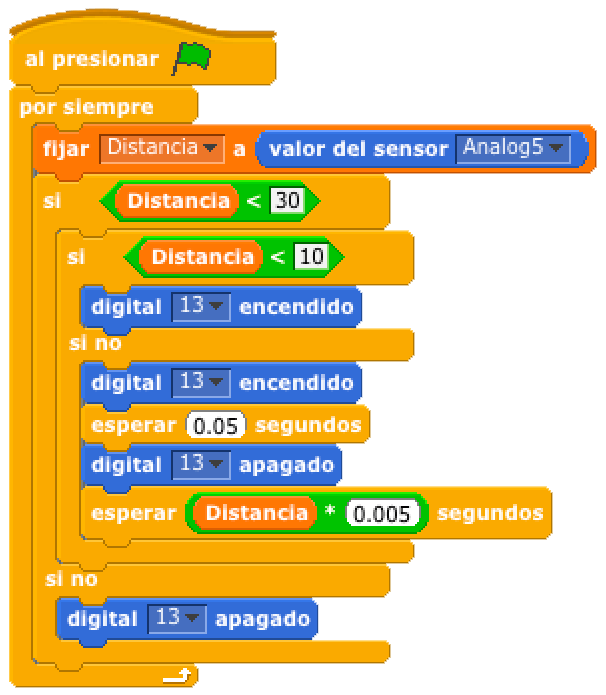 al presionar
por siempre
fijar Distancia a valor del sensor Analog5
si Distancia < 30
si Distancia < 10
digital 13 encendido
si no
digital 13 encendido
esperar 0.05 segundos
digital 13 apagado
esperar Distancia * 0.005 segundos
si no
digital 13 apagado